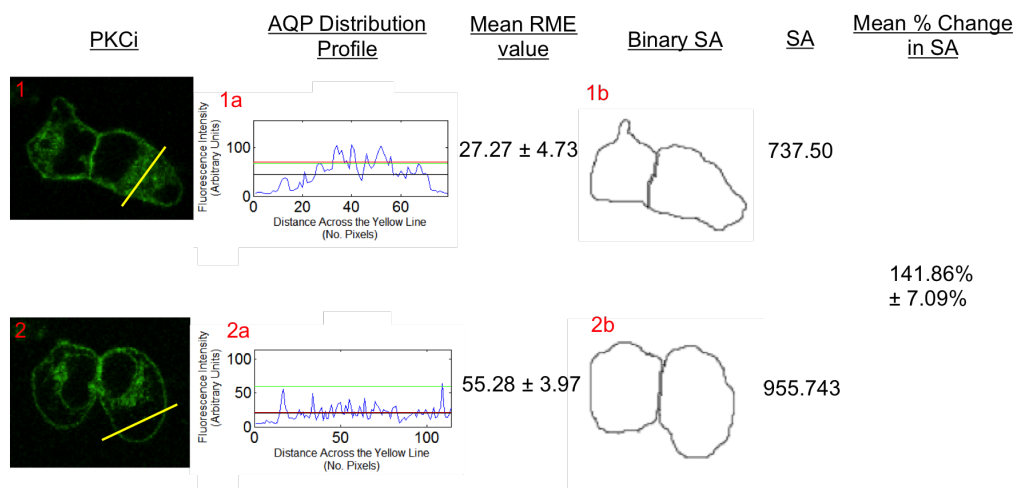 PKCi
AQP Distribution
Profile
Mean RME
value
Binary SA
SA
Mean % Change
in SA
1
1a
Fluorescence Intensity
(Arbitrary Units)
100
50
0
0 20 40 60
Distance Across the Yellow Line
(No. Pixels)
27.27 ± 4.73
1b
737.50
141.86%
± 7.09%
2
2a
Fluorescence Intensity
(Arbitrary Units)
100
50
0
0 50 100
Distance Across the Yellow Line
(No. Pixels)
55.28 ± 3.97
2b
955.743